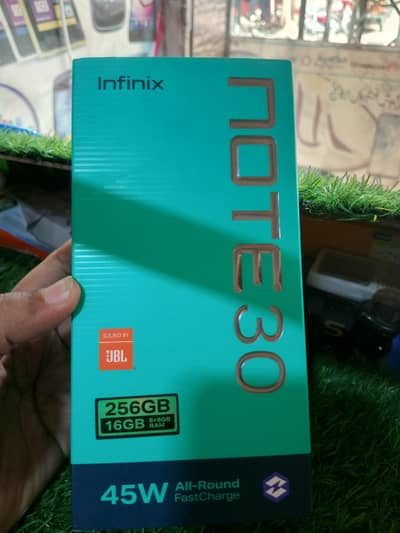 Infinix
NOTE 30
SOUND BY
JBL
256GB
16GB 8+8GB RAM
45W All-Round FastCharge